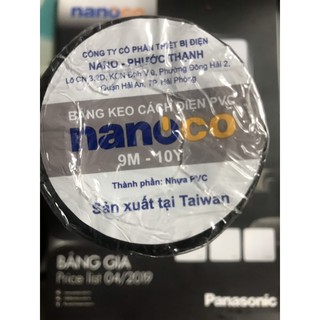 nanoco
CÔNG TY CỔ PHẦN THIẾT BỊ ĐIỆN
NANO - PHƯỚC THẠNH
Lô CN 3.2D, KCN Đình Vũ, Phường Đông Hải 2,
Quận Hải An, TP. Hải Phòng
BĂNG KEO CÁCH ĐIỆN PVC
nanoco
9M - 10Y
Thành phần: Nhựa PVC
Sản xuất tại Taiwan
BẢNG GIÁ
Price list 04/2019
Panasonic